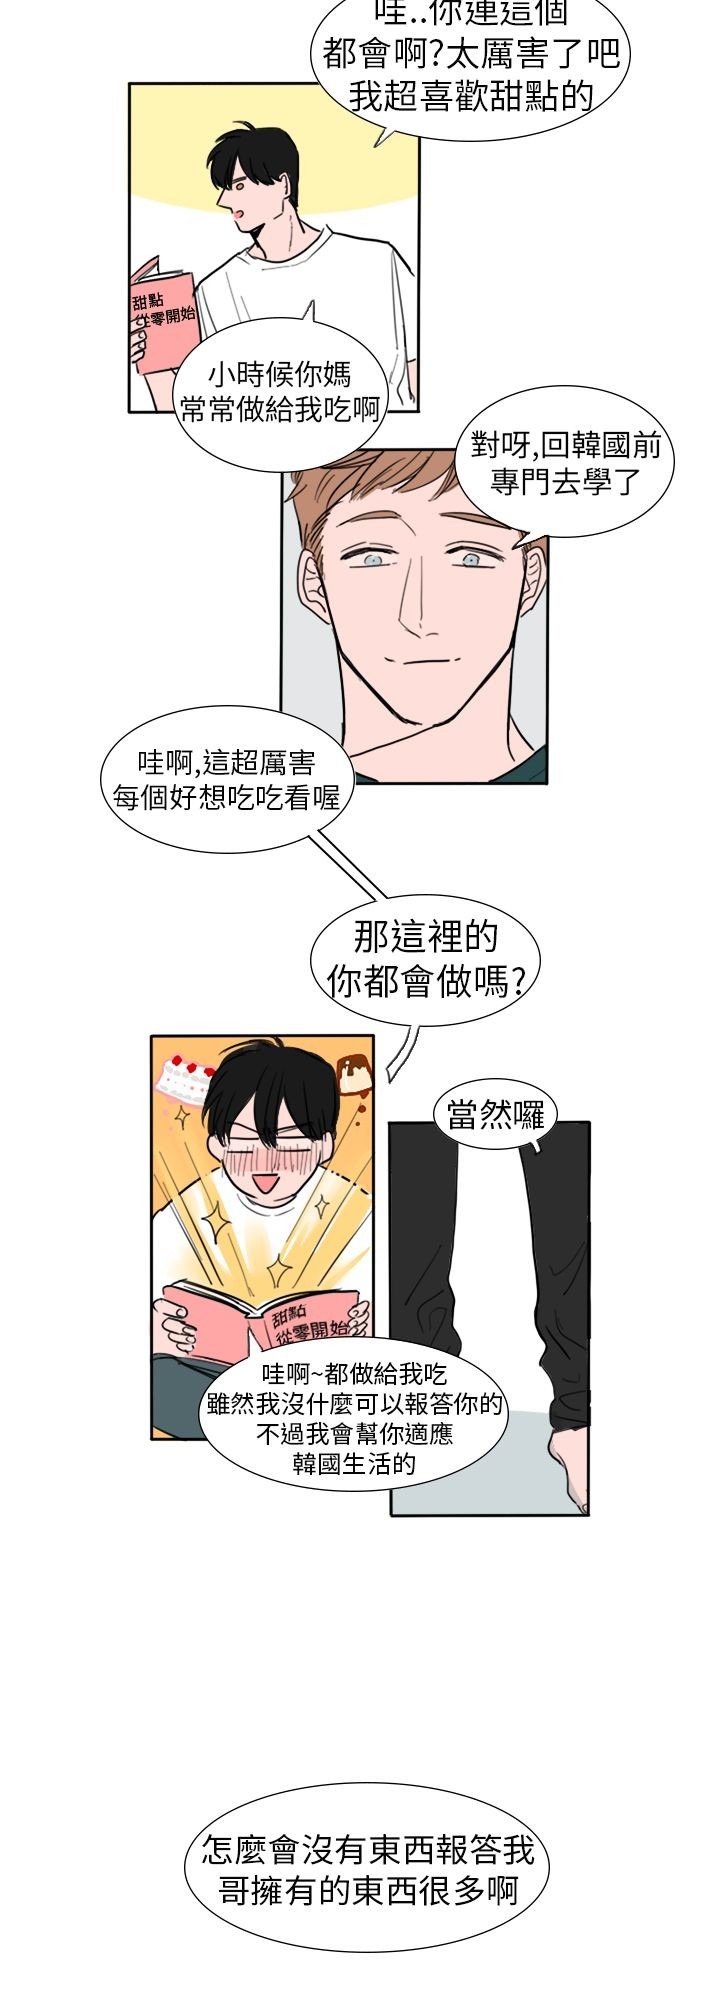 哇..你連這個
都會啊?太厲害了吧
我超喜歡甜點的
甜點
從零開始
小時候你媽
常常做給我吃啊
對呀,回韓國前
專門去學了
哇啊,這超厲害
每個好想吃吃看喔
那這裡的
你都會做嗎?
當然囉
甜點
從零開始
哇啊~都做給我吃
雖然我沒什麼可以報答你的
不過我會幫你適應
韓國生活的
怎麼會沒有東西報答我
哥擁有的東西很多啊